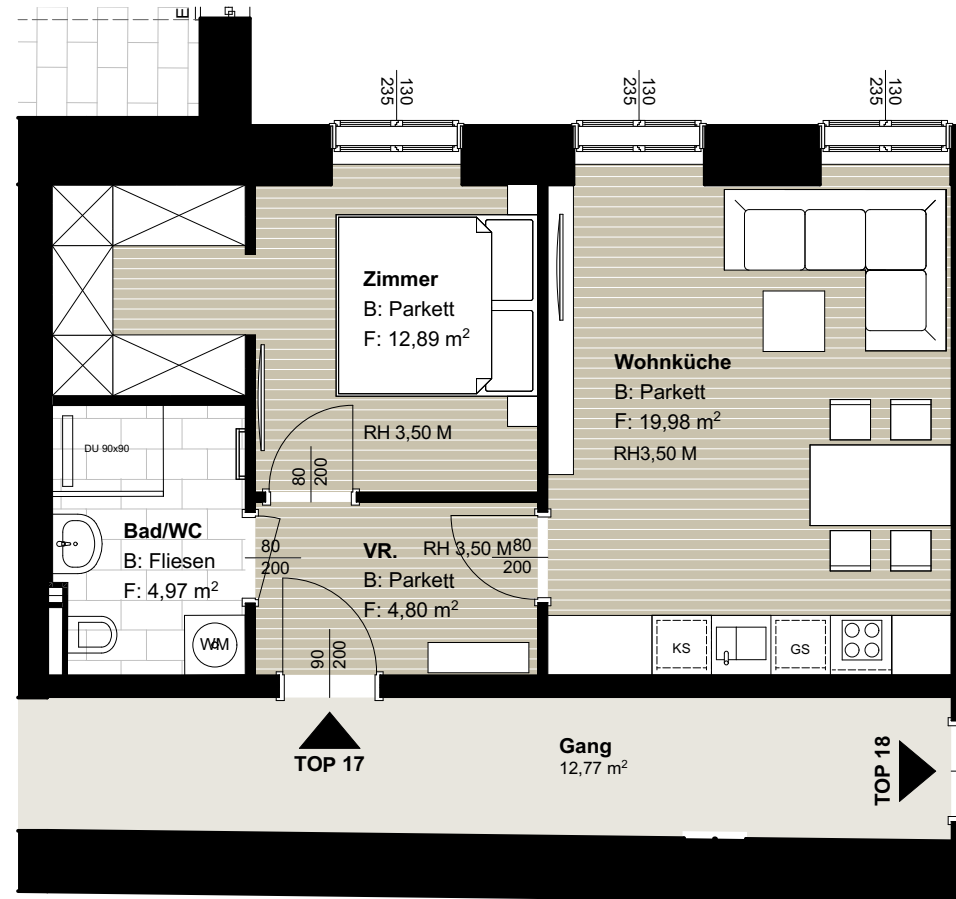 E
130
235
130
235
130
235
Zimmer
B: Parkett
F: 12,89 m²
RH 3,50 M
80
200
Wohnküche
B: Parkett
F: 19,98 m²
RH3,50 M
DU 90x90
Bad/WC
B: Fliesen
F: 4,97 m²
WM
80
200
VR.
B: Parkett
F: 4,80 m²
RH 3,50 M
80
200
90
200
KS
GS
TOP 17
Gang
12,77 m²
TOP 18